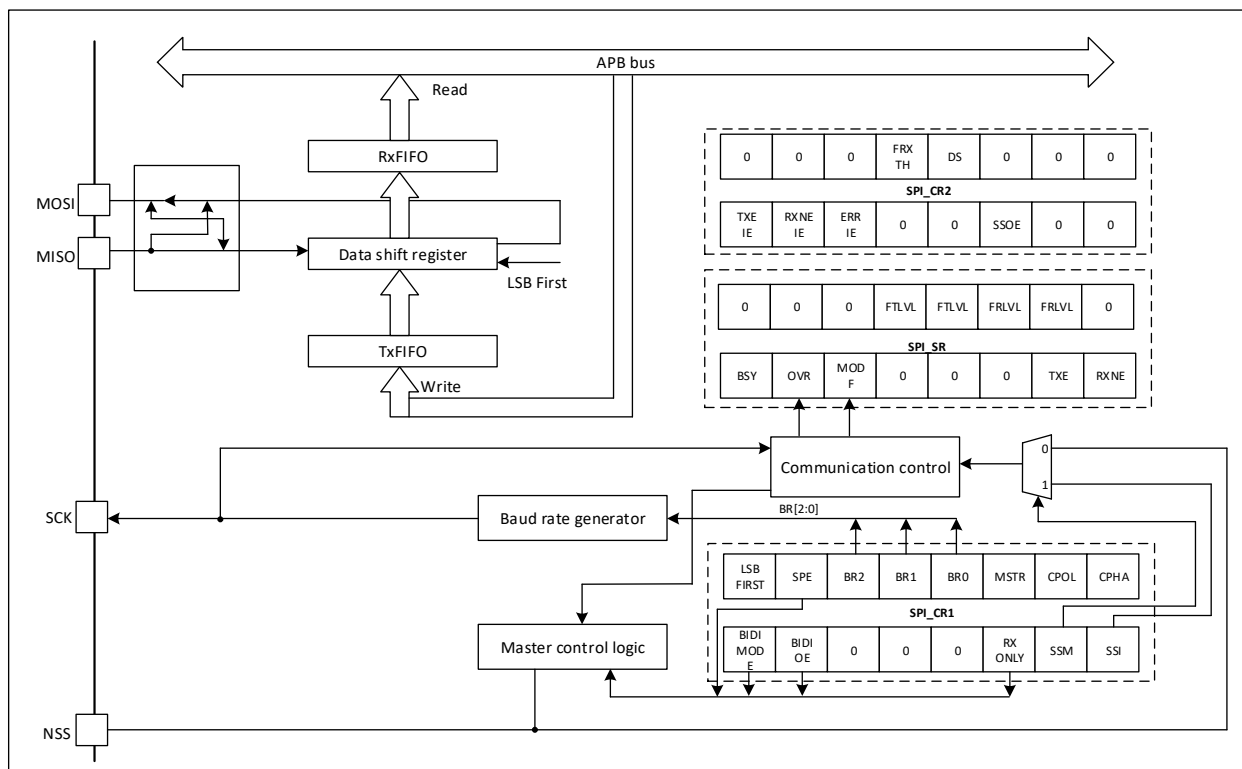 APB bus
Read
RxFIFO
MOSI
MISO
Data shift register
LSB First
TxFIFO
Write
0 0 0 FRX DS 0 0 0
TH
SPI_CR2
TXE RXNE ERR 0 0 SSOE 0 0
IE IE IE
0 0 0 FTLVL FTLVL FRLVL FRLVL 0
SPI_SR
BSY OVR MOD 0 0 0 TXE RXNE
F
Communication control
0
1
SCK
Baud rate generator
BR[2:0]
LSB SPE BR2 BR1 BR0 MSTR CPOL CPHA
FIRST
SPI_CR1
Master control logic
BIDI BIDI 0 0 0 RX SSM SSI
MOD OE ONLY
E
NSS